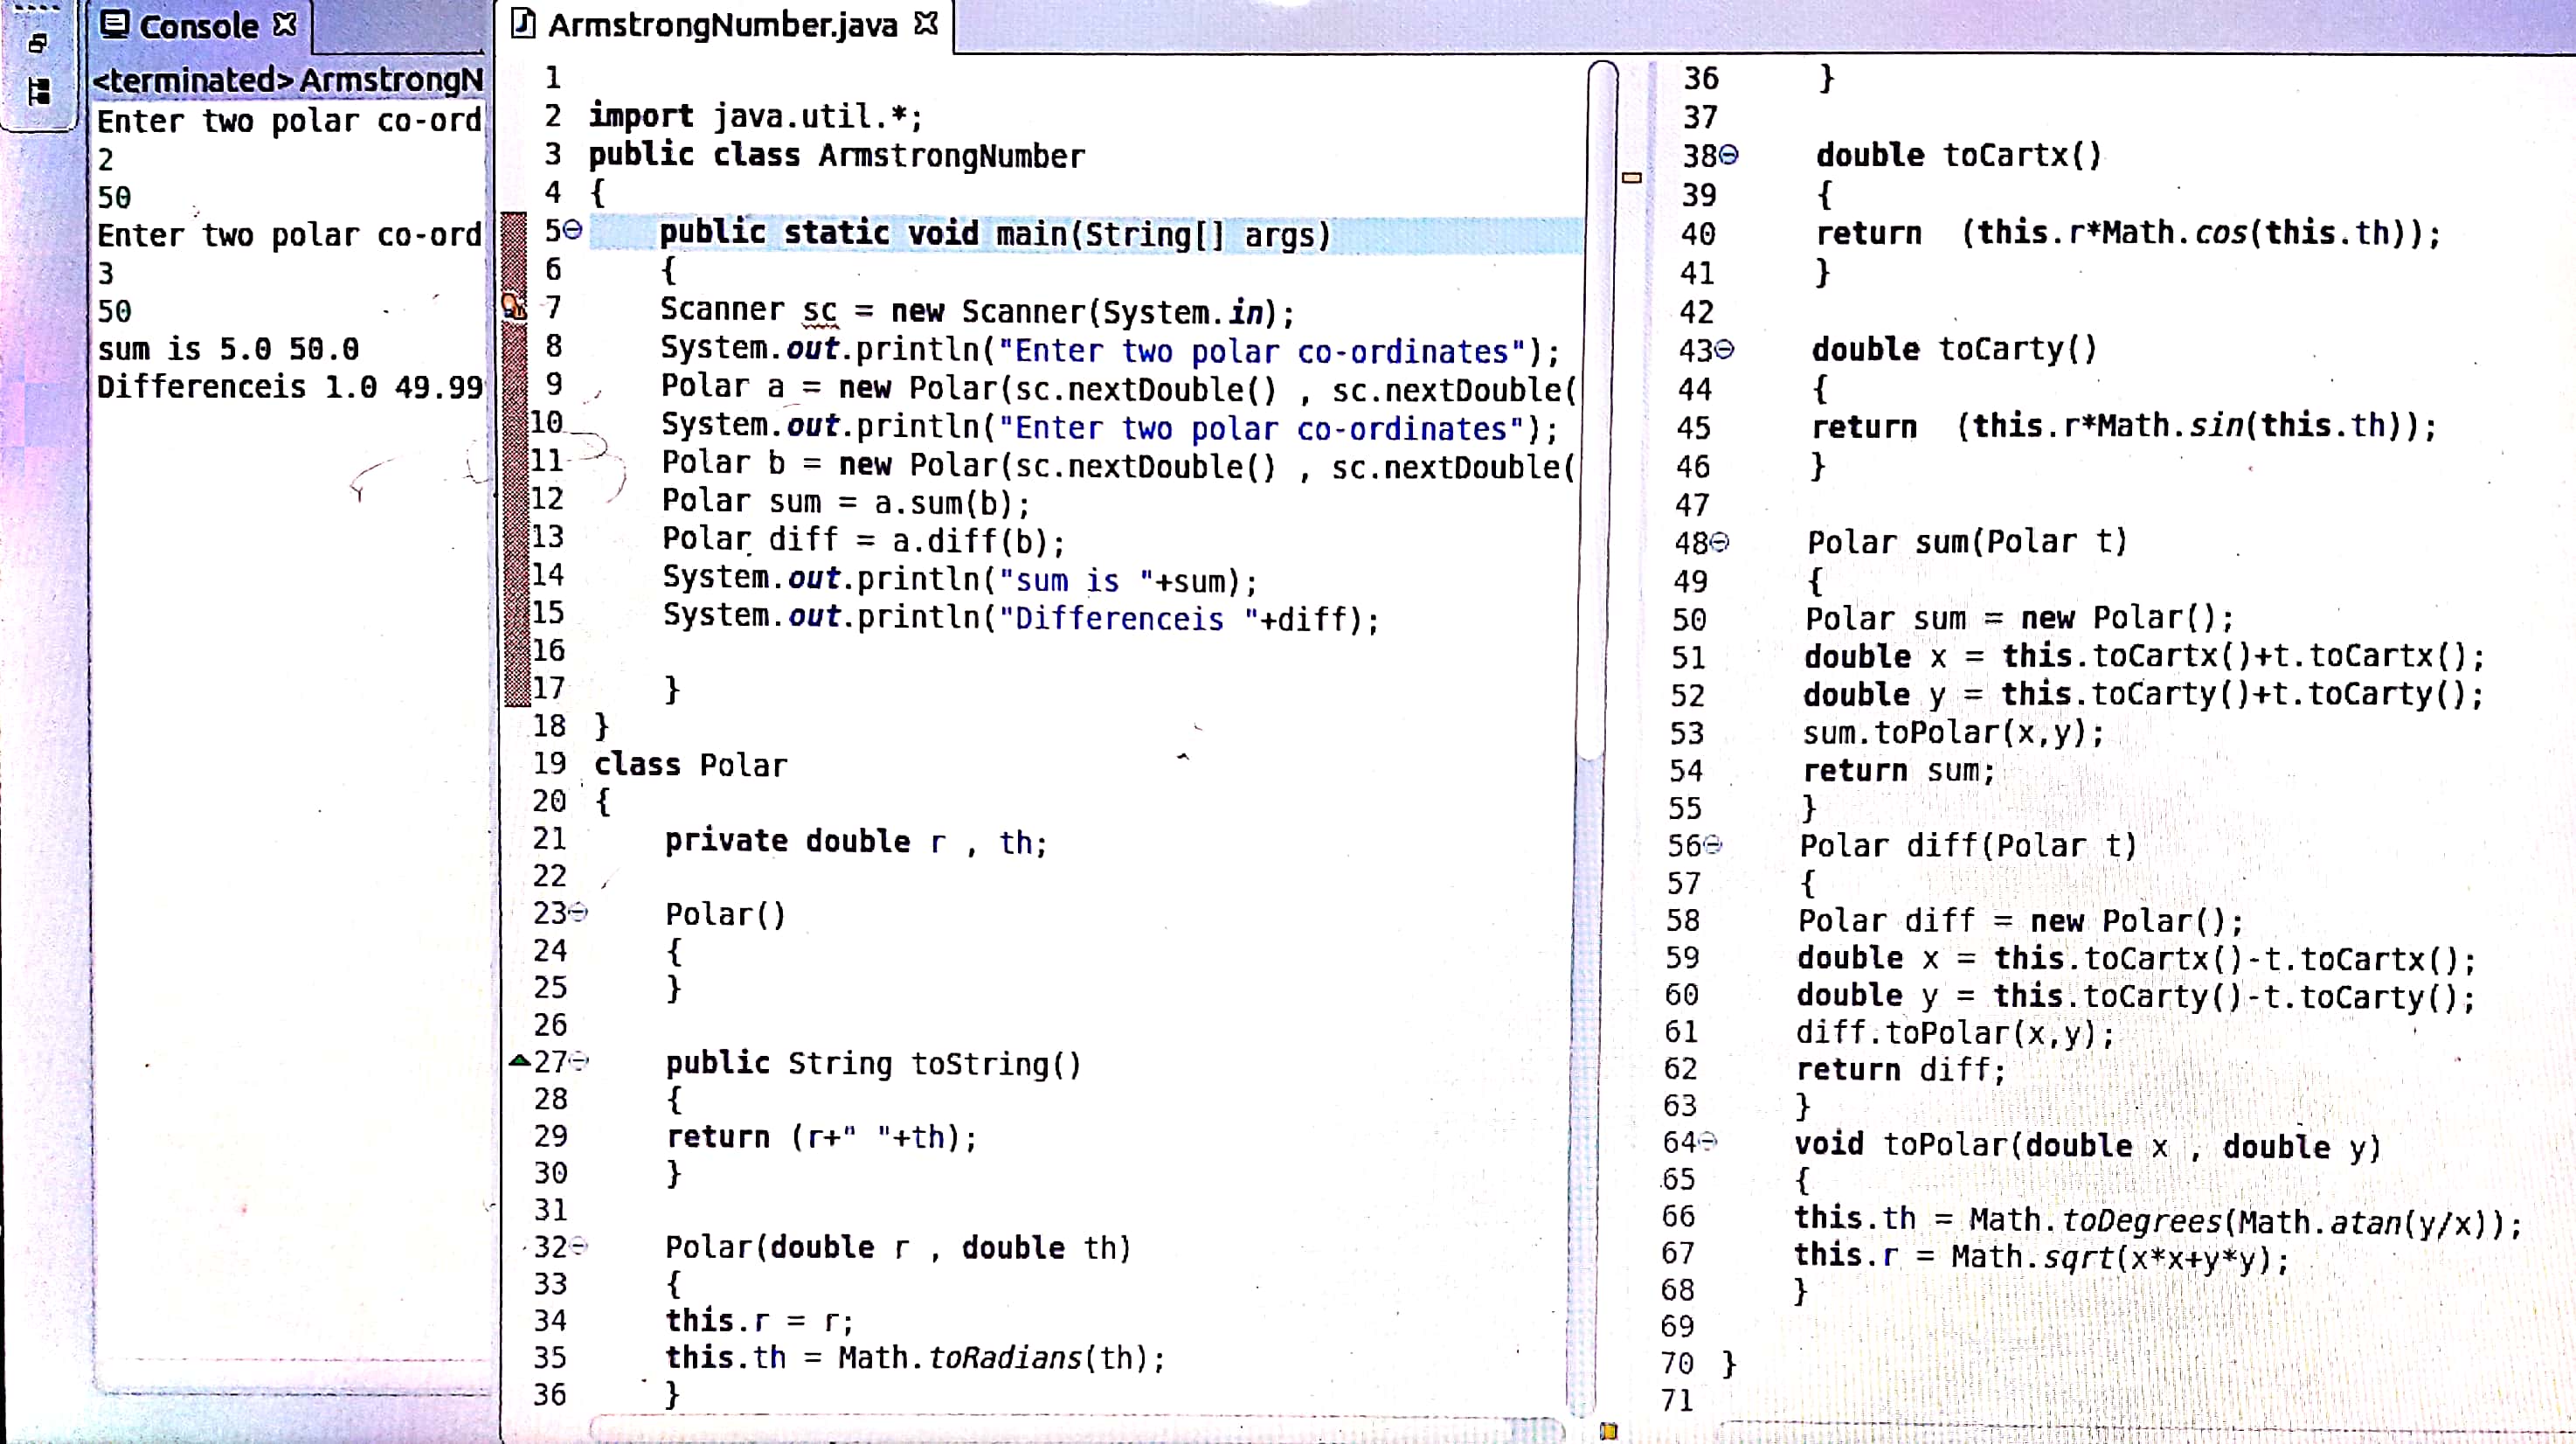 Console
<terminated> ArmstrongN
Enter two polar co-ord
2
50
Enter two polar co-ord
3
50
sum is 5.0 50.0
Differenceis 1.0 49.99
ArmstrongNumber.java
1
2 import java.util.*;
3 public class ArmstrongNumber
4 {
5 public static void main(String[] args)
6 {
7 Scanner sc = new Scanner(System.in);
8 System.out.println("Enter two polar co-ordinates");
9 Polar a = new Polar(sc.nextDouble() , sc.nextDouble(
10 System.out.println("Enter two polar co-ordinates");
11 Polar b = new Polar(sc.nextDouble() , sc.nextDouble(
12 Polar sum = a.sum(b);
13 Polar diff = a.diff(b);
14 System.out.println("sum is "+sum);
15 System.out.println("Differenceis "+diff);
16
17 }
18 }
19 class Polar
20 {
21 private double r , th;
22
23 Polar()
24 {
25 }
26
27 public String toString()
28 {
29 return (r+" "+th);
30 }
31
32 Polar(double r , double th)
33 {
34 this.r = r;
35 this.th = Math.toRadians(th);
36 }
36 }
37
38 double toCartx()
39 {
40 return (this.r*Math.cos(this.th));
41 }
42
43 double toCarty()
44 {
45 return (this.r*Math.sin(this.th));
46 }
47
48 Polar sum(Polar t)
49 {
50 Polar sum = new Polar();
51 double x = this.toCartx()+t.toCartx();
52 double y = this.toCarty()+t.toCarty();
53 sum.toPolar(x,y);
54 return sum;
55 }
56 Polar diff(Polar t)
57 {
58 Polar diff = new Polar();
59 double x = this.toCartx()-t.toCartx();
60 double y = this.toCarty()-t.toCarty();
61 diff.toPolar(x,y);
62 return diff;
63 }
64 void toPolar(double x , double y)
65 {
66 this.th = Math.toDegrees(Math.atan(y/x));
67 this.r = Math.sqrt(x*x+y*y);
68 }
69
70 }
71